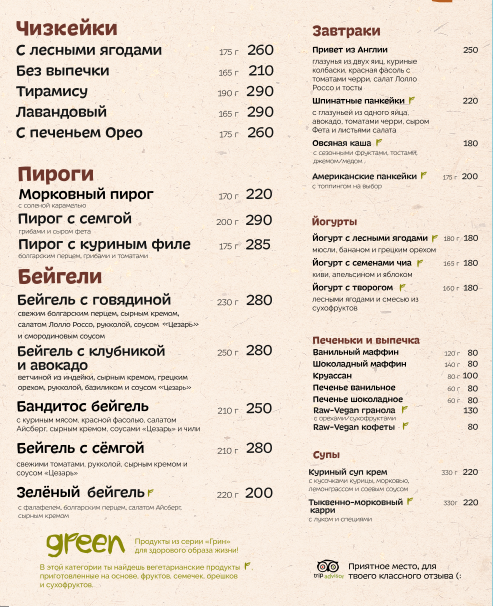 Чизкейки
С лесными ягодами 175 г 260
Без выпечки 165 г 210
Тирамису 190 г 290
Лавандовый 165 г 290
С печеньем Орео 175 г 260
Пироги
Морковный пирог 170 г 220
с соленой карамелью
Пирог с семгой 200 г 290
грибами и сыром фета
Пирог с куриным филе 175 г 285
болгарским перцем, грибами и томатами
Бейгели
Бейгель с говядиной 230 г 280
свежим болгарским перцем, сырным кремом,
салатом Лолло Россо, рукколой, соусом «Цезарь»
и смородиновым соусом
Бейгель с клубникой
и авокадо 250 г 280
ветчиной из индейки, сырным кремом, грецким
орехом, рукколой, базиликом и соусом «Цезарь»
Бандитос бейгель 210 г 250
с куриным мясом, красной фасолью, салатом
Айсберг, сырным кремом, соусами «Цезарь» и чили
Бейгель с сёмгой 210 г 280
свежими томатами, рукколой, сырным кремом и
соусом «Цезарь»
Зелёный бейгель 220 г 200
с фалафелем, болгарским перцем, салатом Айсберг,
сырным кремом
green
Продукты из серии «Грин»
для здорового образа жизни!
В этой категории ты найдешь вегетарианские продукты ,
приготовленные на основе, фруктов, семечек, орешков
и сухофруктов.
Завтраки
Привет из Англии 250
глазунья из двух яиц, куриные
колбаски, красная фасоль с
томатами черри, салат Лолло
Россо и тосты
Шпинатные панкейки 220
с глазуньей из одного яйца,
авокадо, томатами черри, сыром
Фета и листьями салата
Овсяная каша 180
с сезонными фруктами, тостами,
джемом/медом
Американские панкейки 175 г 200
с топпингом на выбор
йогурты
Йогурт с лесными ягодами 180 г 180
мюсли, бананом и грецким орехом
Йогурт с семенами чиа 165 г 180
киви, апельсином и яблоком
Йогурт с творогом 160 г 180
лесными ягодами и смесью из
сухофруктов
Печеньки и выпечка
Ванильный маффин 120 г 80
Шоколадный маффин 140 г 80
Круассан 80 г 100
Печенье ванильное 60 г 80
Печенье шоколадное 60 г 80
Raw-Vegan гранола 130
с орехами/сухофруктами
Raw-Vegan кофеты 80
Супы
Куриный суп крем 330 г 220
с кусочками курицы, морковью,
лемонграссом и соевым соусом
Тыквенно-морковный 330г 220
карри
с луком и специями
tripadvisor
Приятное место, для
твоего классного отзыва (: